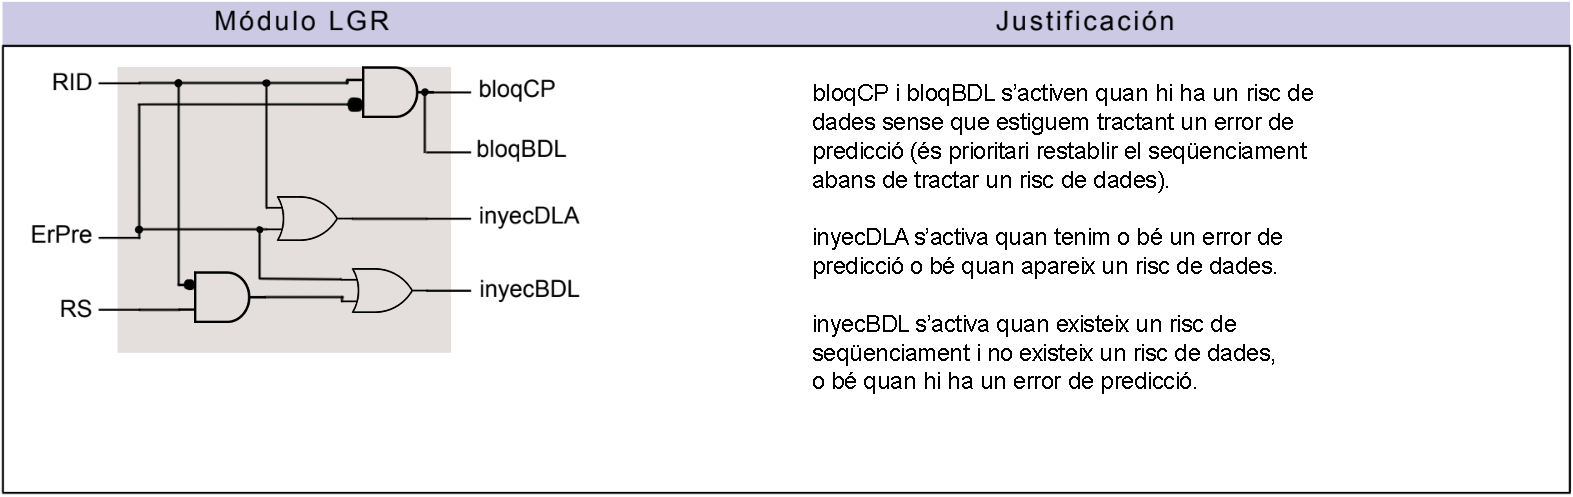 Módulo LGR
Justificación
RID
ErPre
RS
bloqCP
bloqBDL
inyecDLA
inyecBDL
bloqCP i bloqBDL s'activen quan hi ha un risc de
dades sense que estiguem tractant un error de
predicció (és prioritari restablir el seqüenciament
abans de tractar un risc de dades).
inyecDLA s'activa quan tenim o bé un error de
predicció o bé quan apareix un risc de dades.
inyecBDL s'activa quan existeix un risc de
seqüenciament i no existeix un risc de dades,
o bé quan hi ha un error de predicció.